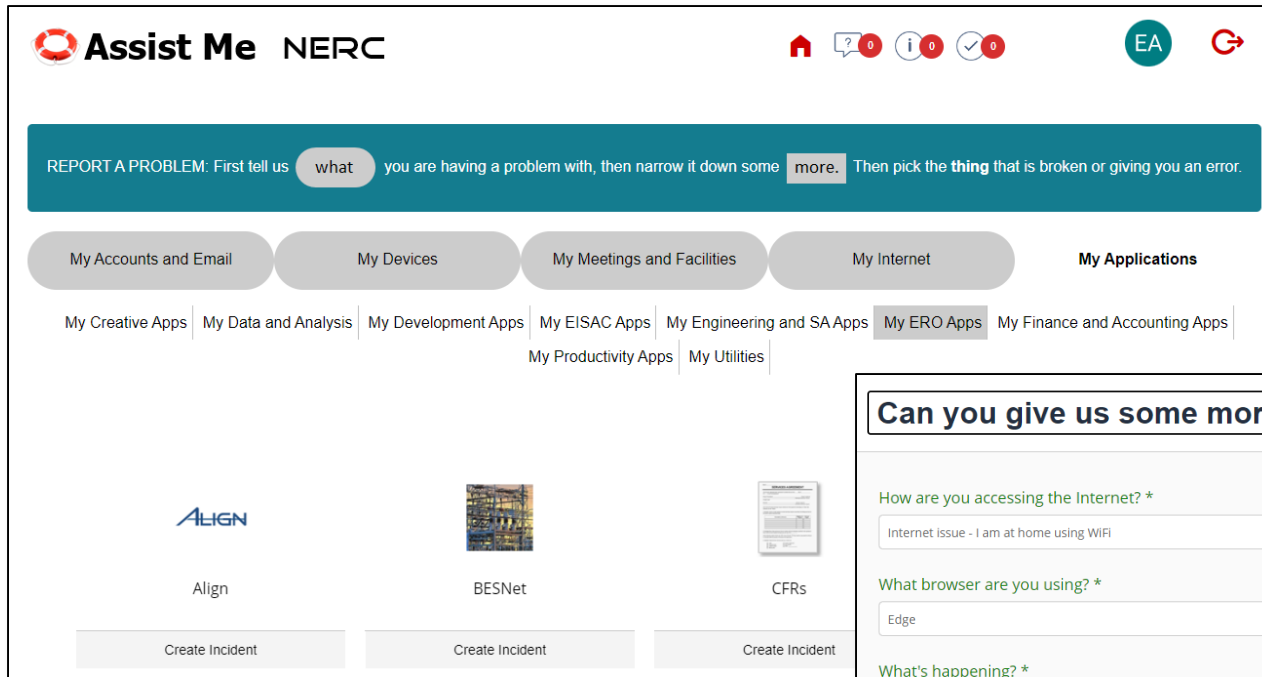 Assist Me NERC
? 0 i 0 0 EA
REPORT A PROBLEM: First tell us what you are having a problem with, then narrow it down some more. Then pick the thing that is broken or giving you an error.
My Accounts and Email My Devices My Meetings and Facilities My Internet My Applications
My Creative Apps My Data and Analysis My Development Apps My EISAC Apps My Engineering and SA Apps My ERO Apps My Finance and Accounting Apps
My Productivity Apps My Utilities
Can you give us some mor
How are you accessing the Internet? *
ALIGN
Internet issue - I am at home using WiFi
What browser are you using? *
Align BESNet CFRs
Edge
Create Incident Create Incident Create Incident
What's happening? *